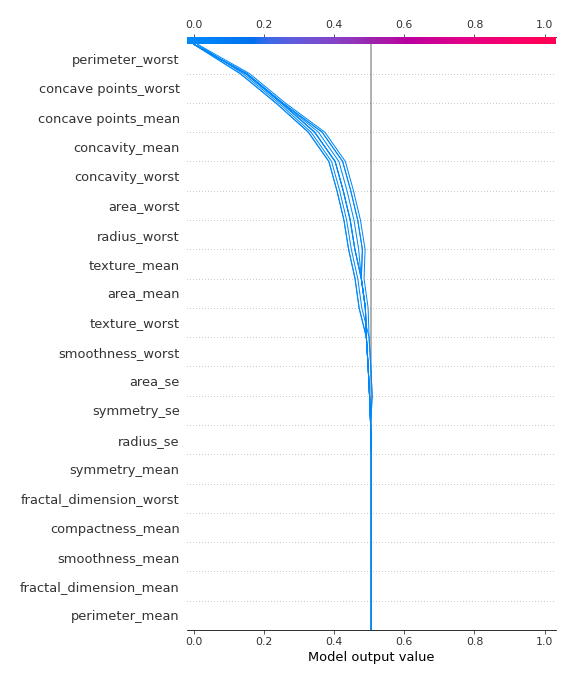 0.0 0.2 0.4 0.6 0.8 1.0
perimeter_worst
concave points_worst
concave points_mean
concavity_mean
concavity_worst
area_worst
radius_worst
texture_mean
area_mean
texture_worst
smoothness_worst
area_se
symmetry_se
radius_se
symmetry_mean
fractal_dimension_worst
compactness_mean
smoothness_mean
fractal_dimension_mean
perimeter_mean
0.0 0.2 0.4 0.6 0.8 1.0
Model output value